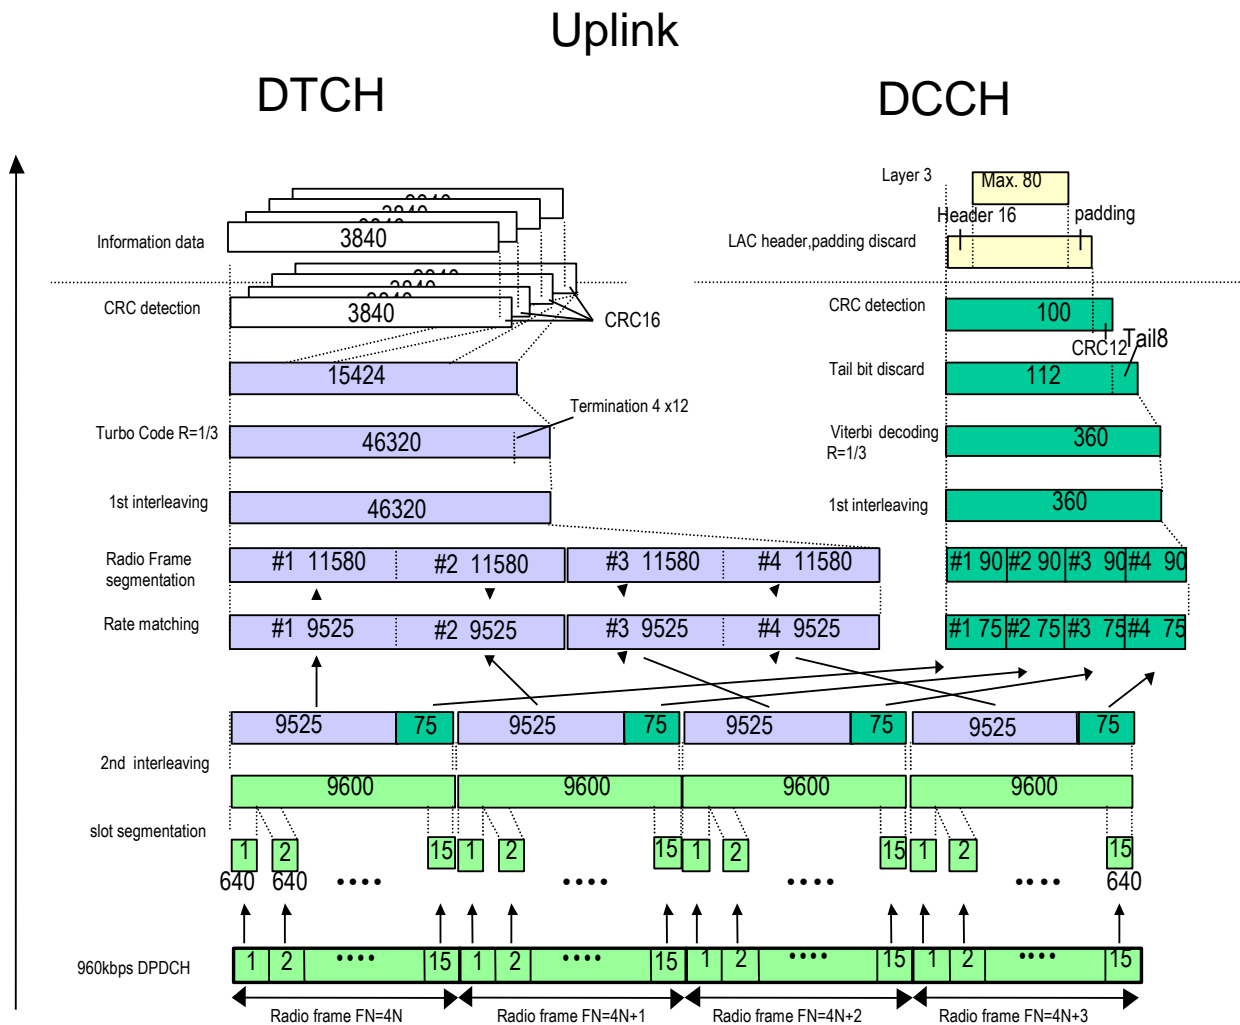 Uplink
DTCH
DCCH
Layer 3
Max. 80
Header 16
padding
3840
3840
3840
Information data
3840
LAC header,padding discard
3840
3840
3840
CRC detection
3840
CRC16
CRC detection
100
CRC12
Tail8
15424
Tail bit discard
112
Termination 4 x12
Turbo Code R=1/3
46320
Viterbi decoding
R=1/3
360
1st interleaving
46320
1st interleaving
360
Radio Frame
segmentation
#1 11580
#2 11580
#3 11580
#4 11580
#1 90
#2 90
#3 90
#4 90
Rate matching
#1 9525
#2 9525
#3 9525
#4 9525
#1 75
#2 75
#3 75
#4 75
9525
75
9525
75
9525
75
9525
75
2nd interleaving
9600
9600
9600
9600
slot segmentation
1
2
15
1
2
15
1
2
15
1
2
15
640
640
••••
••••
••••
••••
640
960kbps DPDCH
1
2
••••
15
1
2
••••
15
1
2
••••
15
1
2
••••
15
Radio frame FN=4N
Radio frame FN=4N+1
Radio frame FN=4N+2
Radio frame FN=4N+3